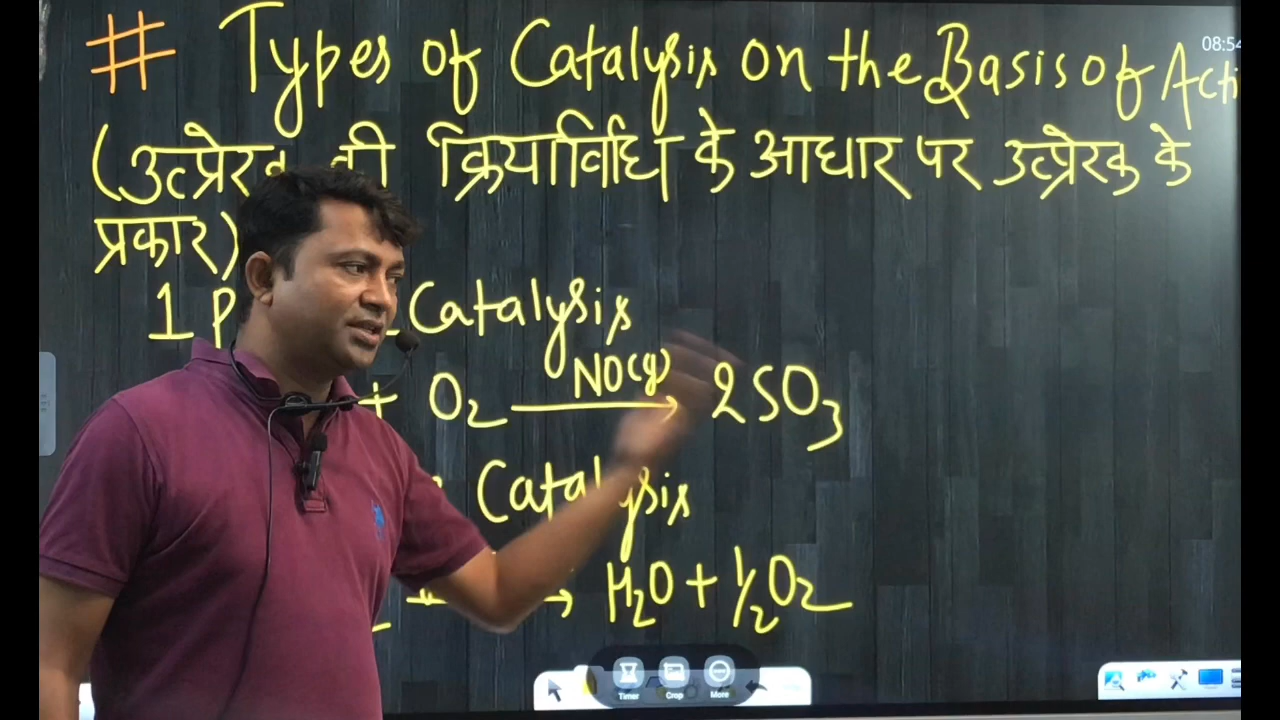 # Types of Catalysis on the Basis of Acti
(उत्प्रेरक की क्रियाविधि के आधार पर उत्प्रेरक के
प्रकार)
08:54
1 P Catalysis
+ O₂ NO(g) → 2SO₃
Catalysis
→ H₂O + 1/2 O₂
Timer Crop More